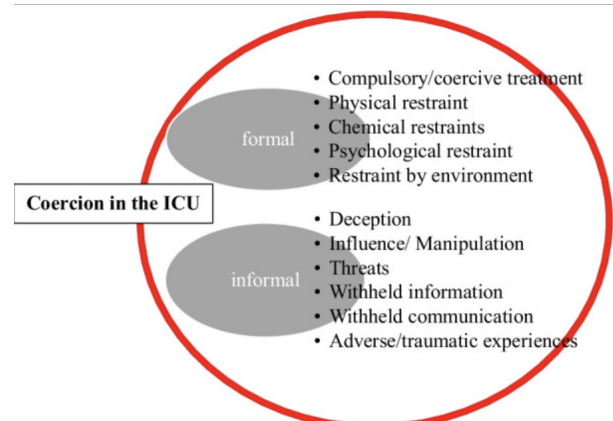 • Compulsory/coercive treatment
• Physical restraint
formal
• Chemical restraints
• Psychological restraint
• Restraint by environment
Coercion in the ICU
• Deception
• Influence/ Manipulation
• Threats
informal
• Withheld information
• Withheld communication
• Adverse/traumatic experiences